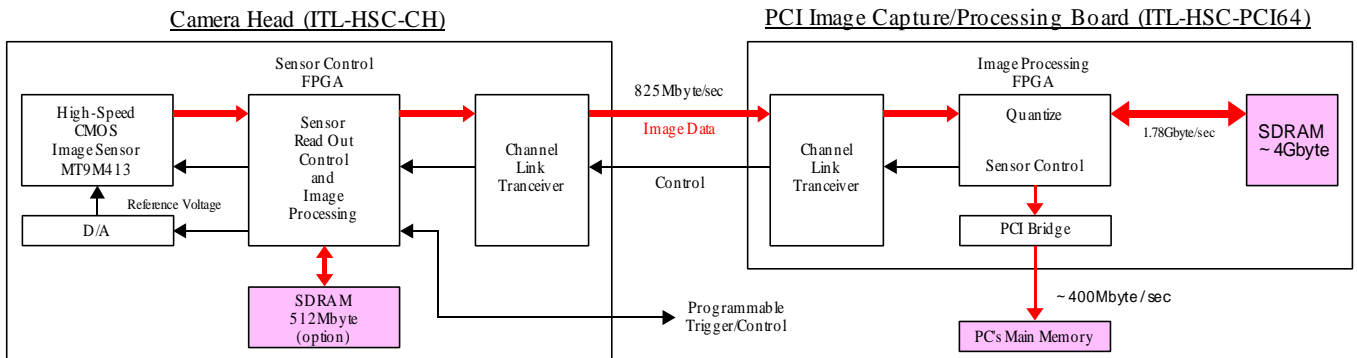 Camera Head (ITL-HSC-CH)
PCI Image Capture/Processing Board (ITL-HSC-PCI64)
Sensor Control
FPGA
High-Speed
CMOS
Image Sensor
MT9M413
Sensor
Read Out
Control
and
Image
Processing
Channel
Link
Tranceiver
Reference Voltage
D/A
SDRAM
512Mbyte
(option)
825Mbyte/sec
Image Data
Control
Programmable
Trigger/Control
Image Processing
FPGA
Channel
Link
Tranceiver
Quantize
Sensor Control
1.78Gbyte/sec
SDRAM
~ 4Gbyte
PCI Bridge
~ 400Mbyte / sec
PC's Main Memory